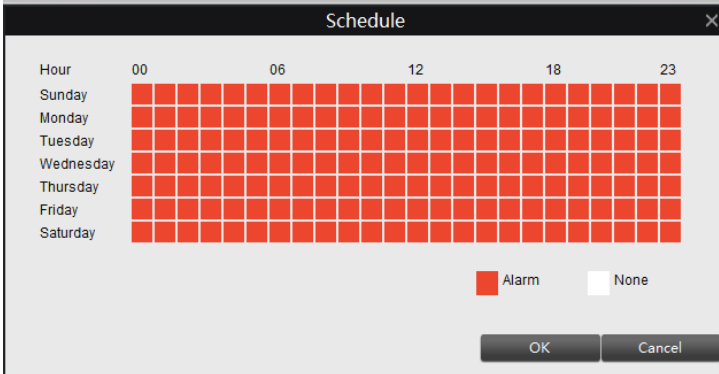 Schedule
Hour 00 06 12 18 23
Sunday
Monday
Tuesday
Wednesday
Thursday
Friday
Saturday
Alarm None
OK Cancel